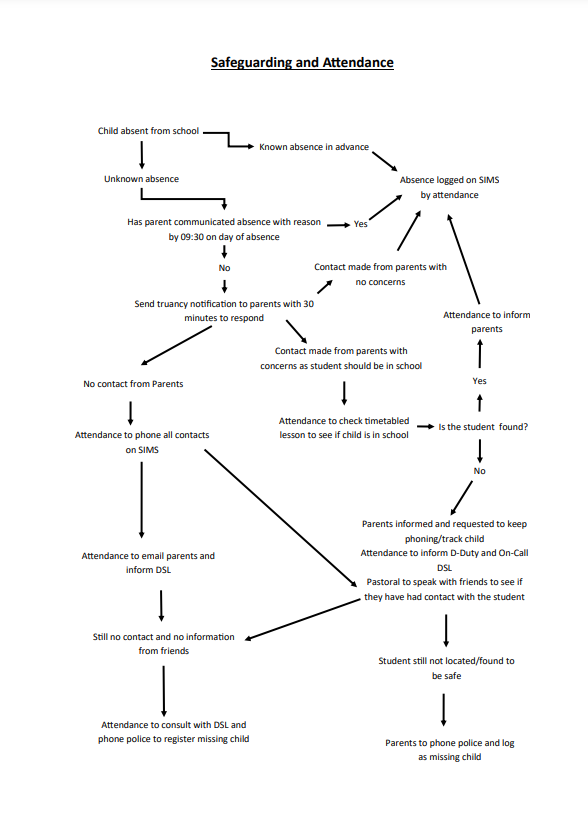 Safeguarding and Attendance
Child absent from school
Known absence in advance
Unknown absence
Absence logged on SIMS
by attendance
Has parent communicated absence with reason
by 09:30 on day of absence
Yes
No
Contact made from parents with
no concerns
Send truancy notification to parents with 30
minutes to respond
Attendance to inform
parents
Contact made from parents with
concerns as student should be in school
No contact from Parents
Yes
Attendance to phone all contacts
on SIMS
Attendance to check timetabled
lesson to see if child is in school
Is the student found?
No
Parents informed and requested to keep
phoning/track child
Attendance to inform D-Duty and On-Call
DSL
Pastoral to speak with friends to see if
they have had contact with the student
Attendance to email parents and
inform DSL
Still no contact and no information
from friends
Student still not located/found to
be safe
Attendance to consult with DSL and
phone police to register missing child
Parents to phone police and log
as missing child